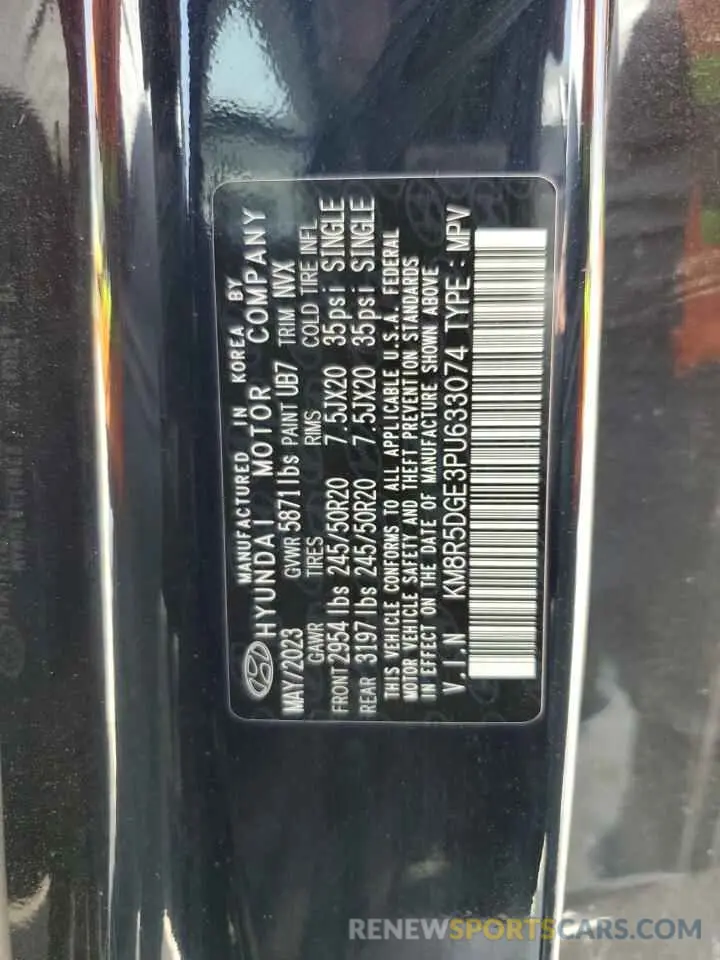 MANUFACTURED IN KOREA BY
HYUNDAI MOTOR COMPANY
MAY/2023 GVWR 5871lbs PAINT UB7 TRIM NVX
GAWR TIRES RIMS COLD TIRE INFL
FRONT 2954 lbs 245/50R20 7.5JX20 35psi SINGLE
REAR 3197 lbs 245/50R20 7.5JX20 35psi SINGLE
THIS VEHICLE CONFORMS TO ALL APPLICABLE U.S.A. FEDERAL
MOTOR VEHICLE SAFETY AND THEFT PREVENTION STANDARDS
IN EFFECT ON THE DATE OF MANUFACTURE SHOWN ABOVE
V.I.N KM8R5DGE3PU633074 TYPE : MPV
RENEWSPORTSCARS.COM